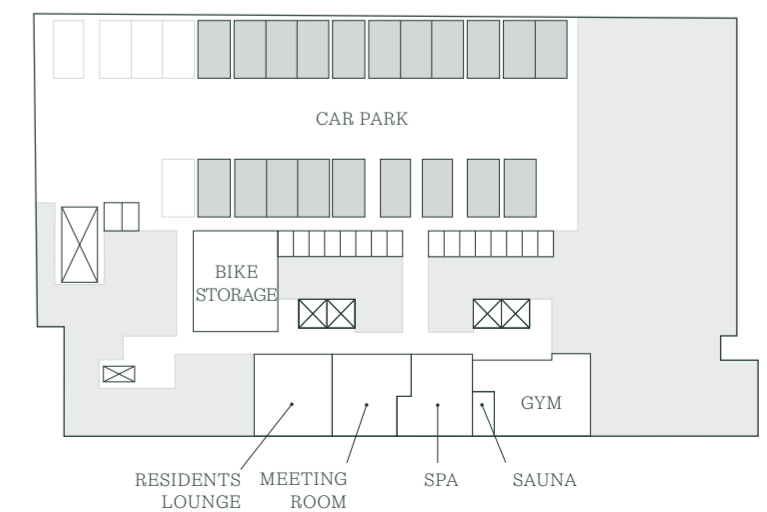 CAR PARK
BIKE
STORAGE
GYM
RESIDENTS
LOUNGE
MEETING
ROOM
SPA
SAUNA